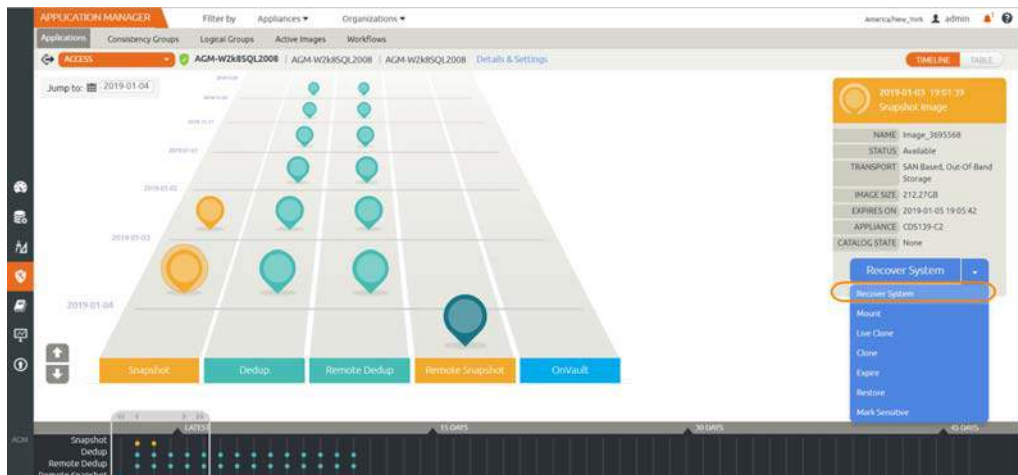 APPLICATION MANAGER
Filter by
Appliances
Organizations
America/New_York
admin
1
Applications
Consistency Groups
Logical Groups
Active Images
Workflows
ACCESS
AGM-W2k8SQL2008 | AGM-W2k8SQL2008 | AGM-W2k8SQL2008
Details & Settings
TIMELINE
TABLE
Jump to:
2019-01-04
2019-01-03 19:01:39
Snapshot Image
NAME Image_3695568
STATUS Available
TRANSPORT SAN Based, Out-Of-Band
Storage
IMAGE SIZE 212.27GB
EXPIRES ON 2019-01-05 19:05:42
APPLIANCE CDS139-C2
CATALOG STATE None
2019-01-02
2019-01-03
2019-01-04
Recover System
Recover System
Mount
Live Clone
Clone
Expire
Restore
Mark Sensitive
Snapshot
Dedup
Remote Dedup
Remote Snapshot
OnVault
LATEST
15 DAYS
30 DAYS
45 DAYS
AGM
Snapshot
Dedup
Remote Dedup
Remote Snapshot